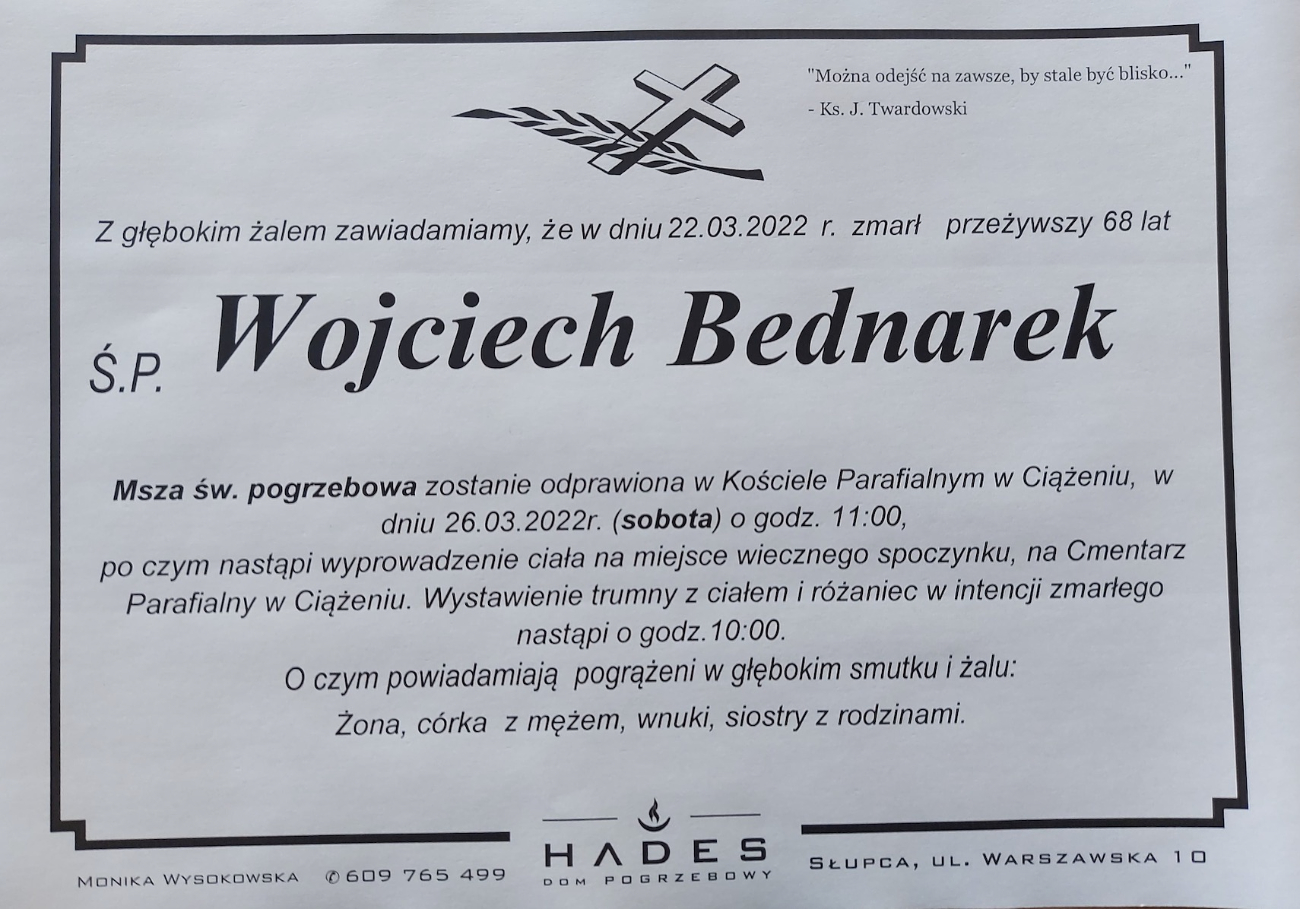 "Można odejść na zawsze, by stale być blisko..."
- Ks. J. Twardowski
Z głębokim żalem zawiadamiamy, że w dniu 22.03.2022 r. zmarł przeżywszy 68 lat
Ś.P. Wojciech Bednarek
Msza św. pogrzebowa zostanie odprawiona w Kościele Parafialnym w Ciążeniu, w
dniu 26.03.2022r. (sobota) o godz. 11:00,
po czym nastąpi wyprowadzenie ciała na miejsce wiecznego spoczynku, na Cmentarz
Parafialny w Ciążeniu. Wystawienie trumny z ciałem i różaniec w intencji zmarłego
nastąpi o godz.10:00.
O czym powiadamiają pogrążeni w głębokim smutku i żalu:
Żona, córka z mężem, wnuki, siostry z rodzinami.
Monika Wysokowska ✆609 765 499
HADES
DOM POGRZEBOWY
Słupca, ul. Warszawska 10